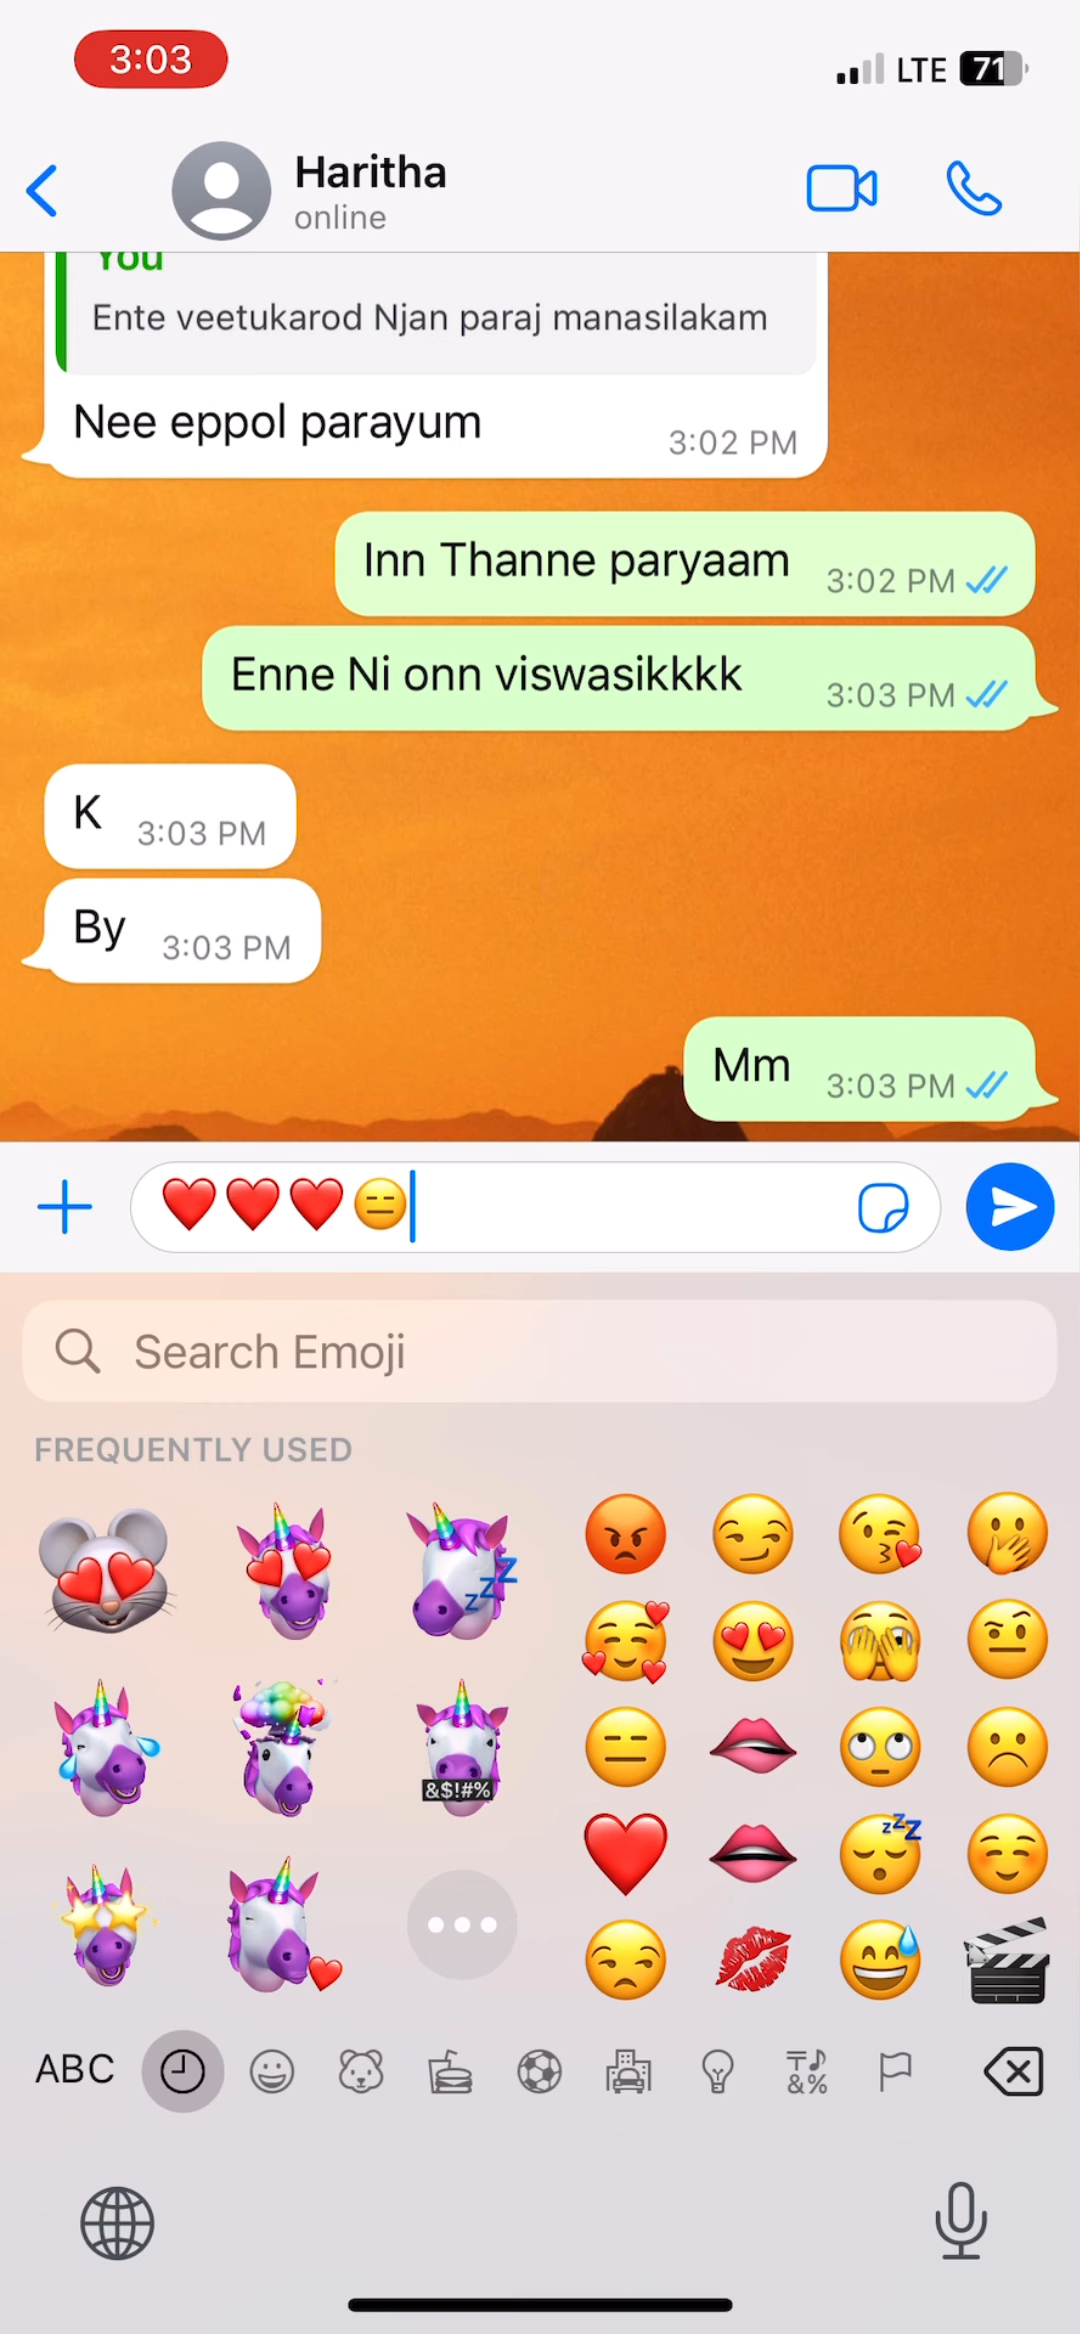 3:03
LTE 71
Haritha
online
You
Ente veetukarod Njan paraj manasilakam
Nee eppol parayum
3:02 PM
Inn Thanne paryaam
3:02 PM
Enne Ni onn viswasikkkk
3:03 PM
K
3:03 PM
By
3:03 PM
Mm
3:03 PM
Search Emoji
FREQUENTLY USED
zzz
zzZ
&$!#%
ABC
&%